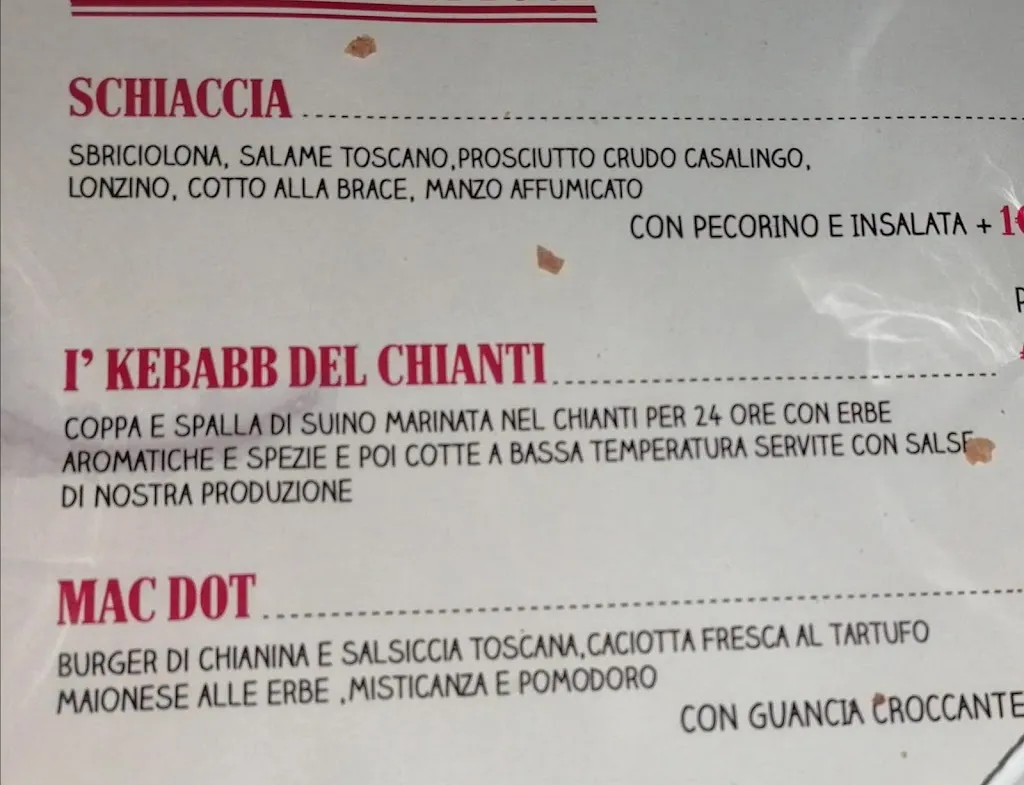 SCHIACCIA
SBRICIOLONA, SALAME TOSCANO,PROSCIUTTO CRUDO CASALINGO,
LONZINO, COTTO ALLA BRACE, MANZO AFFUMICATO
CON PECORINO E INSALATA + 1€
I' KEBABB DEL CHIANTI
COPPA E SPALLA DI SUINO MARINATA NEL CHIANTI PER 24 ORE CON ERBE
AROMATICHE E SPEZIE E POI COTTE A BASSA TEMPERATURA SERVITE CON SALSE
DI NOSTRA PRODUZIONE
MAC DOT
BURGER DI CHIANINA E SALSICCIA TOSCANA,CACIOTTA FRESCA AL TARTUFO
MAIONESE ALLE ERBE ,MISTICANZA E POMODORO
CON GUANCIA CROCCANTE